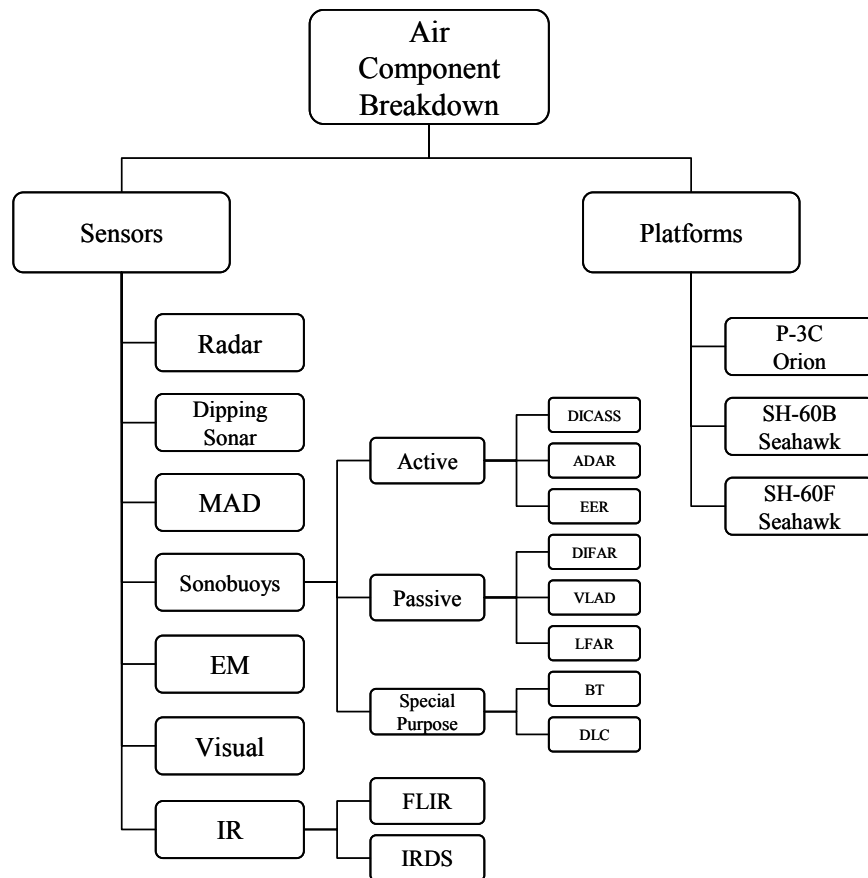 Air
Component
Breakdown
Sensors
Platforms
Radar
Dipping
Sonar
MAD
Sonobuoys
EM
Visual
IR
Active
Passive
Special
Purpose
FLIR
IRDS
DICASS
ADAR
EER
DIFAR
VLAD
LFAR
BT
DLC
P-3C
Orion
SH-60B
Seahawk
SH-60F
Seahawk